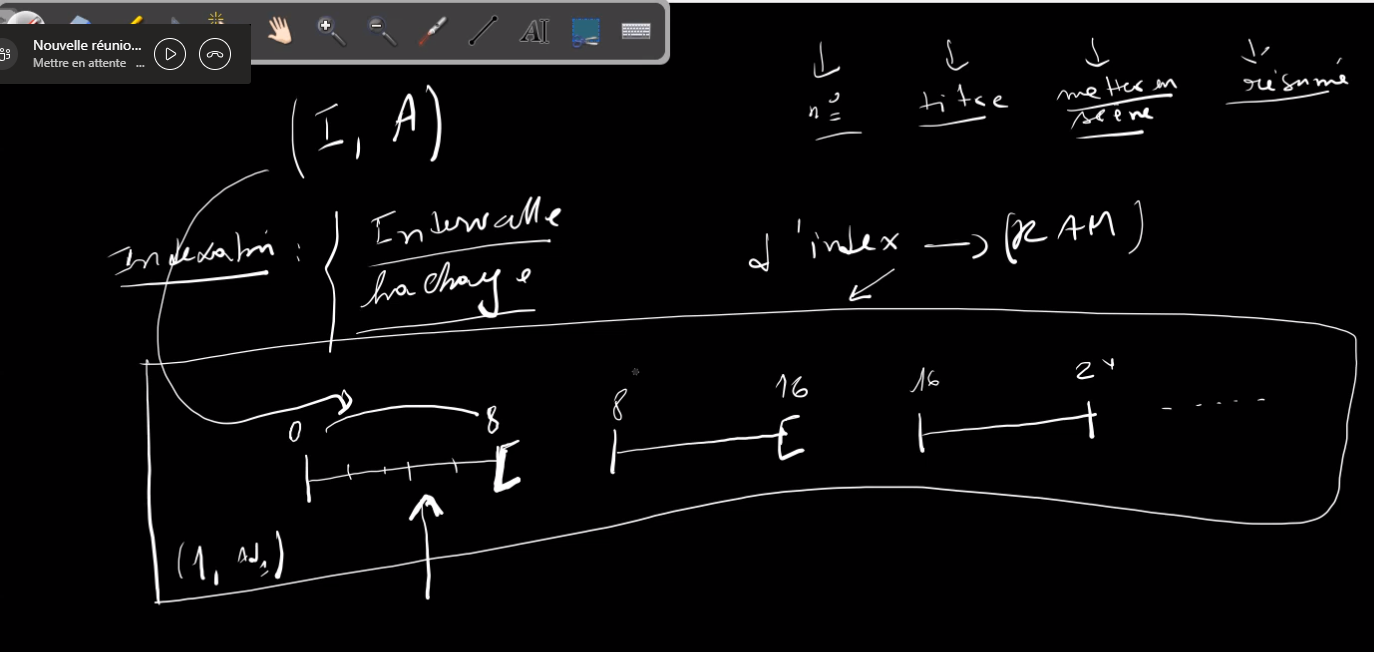 Nouvelle réunio...
Mettre en attente ...
AI
n° titre metteur en résumé
scène
(I, A)
Indexation : { Intervalle
hachage
d'index → (RAM)
0 8 8 16 16 24 ......
(1, Ad1)